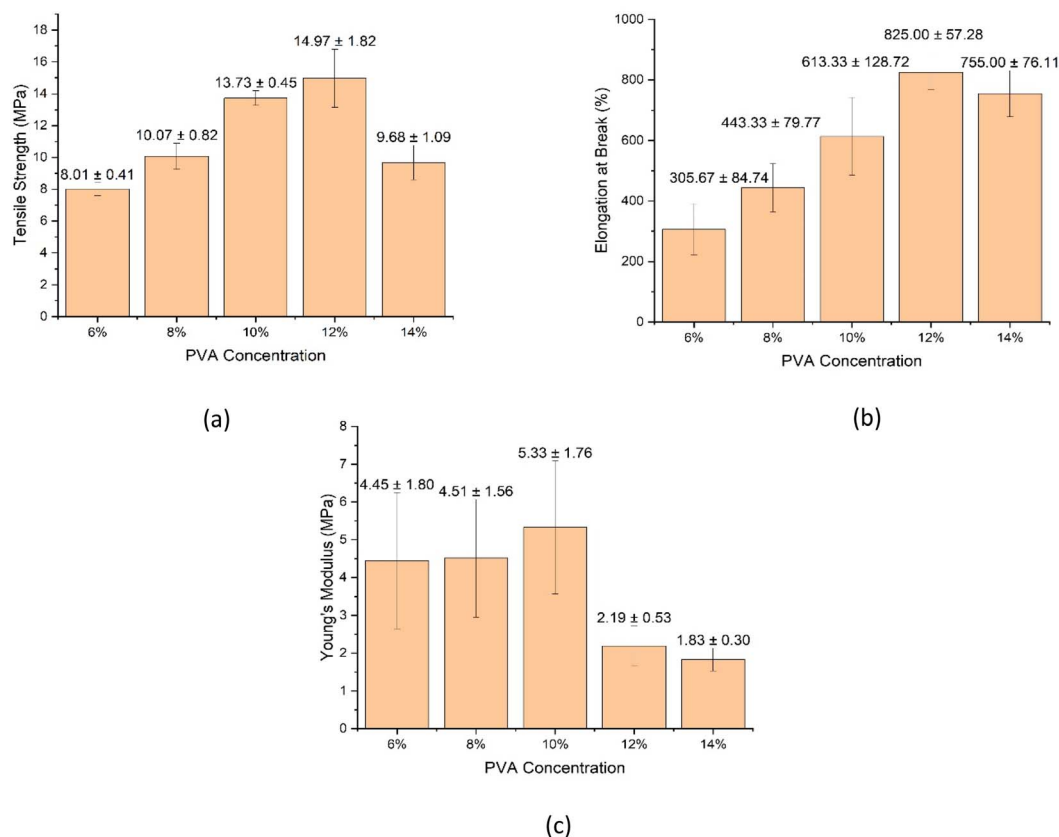 Tensile Strength (MPa)
18
16
14
12
10
8
6
4
2
0
8.01 ± 0.41
10.07 ± 0.82
13.73 ± 0.45
14.97 ± 1.82
9.68 ± 1.09
6%
8%
10%
12%
14%
PVA Concentration
(a)
Elongation at Break (%)
1000
800
600
400
200
0
305.67 ± 84.74
443.33 ± 79.77
613.33 ± 128.72
825.00 ± 57.28
755.00 ± 76.11
6%
8%
10%
12%
14%
PVA Concentration
(b)
Young's Modulus (MPa)
8
7
6
5
4
3
2
1
0
4.45 ± 1.80
4.51 ± 1.56
5.33 ± 1.76
2.19 ± 0.53
1.83 ± 0.30
6%
8%
10%
12%
14%
PVA Concentration
(c)